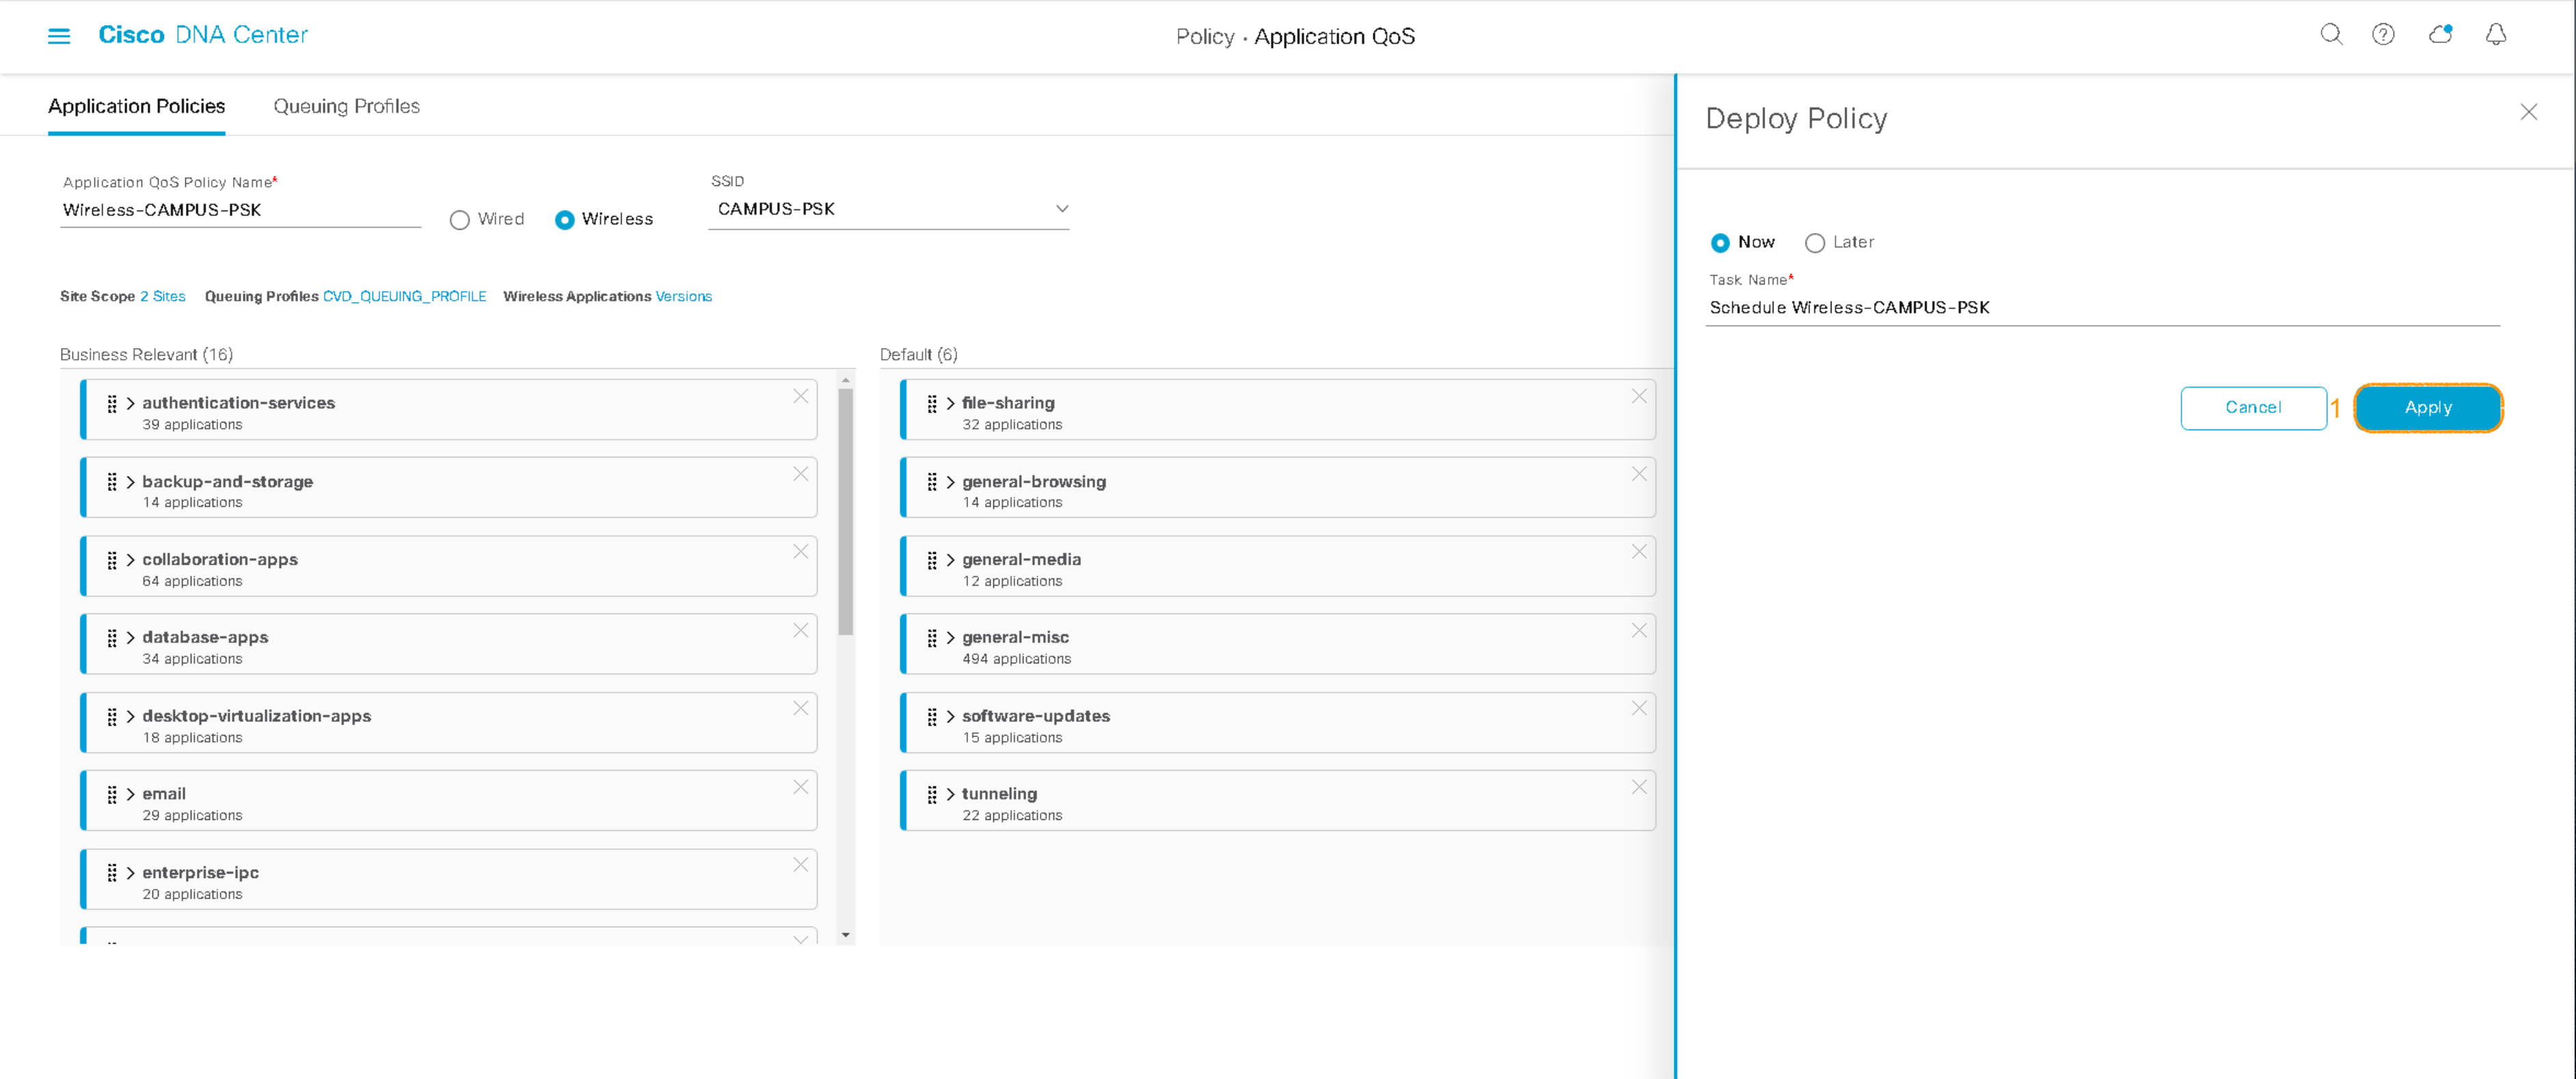 Cisco DNA Center
Policy · Application QoS
Application Policies
Queuing Profiles
Application QoS Policy Name*
Wireless-CAMPUS-PSK
Wired
Wireless
SSID
CAMPUS-PSK
Site Scope 2 Sites Queuing Profiles CVD_QUEUING_PROFILE Wireless Applications Versions
Business Relevant (16)
authentication-services
39 applications
backup-and-storage
14 applications
collaboration-apps
64 applications
database-apps
34 applications
desktop-virtualization-apps
18 applications
email
29 applications
enterprise-ipc
20 applications
Default (6)
file-sharing
32 applications
general-browsing
14 applications
general-media
12 applications
general-misc
494 applications
software-updates
15 applications
tunneling
22 applications
Deploy Policy
Now
Later
Task Name*
Schedule Wireless-CAMPUS-PSK
Cancel
1
Apply